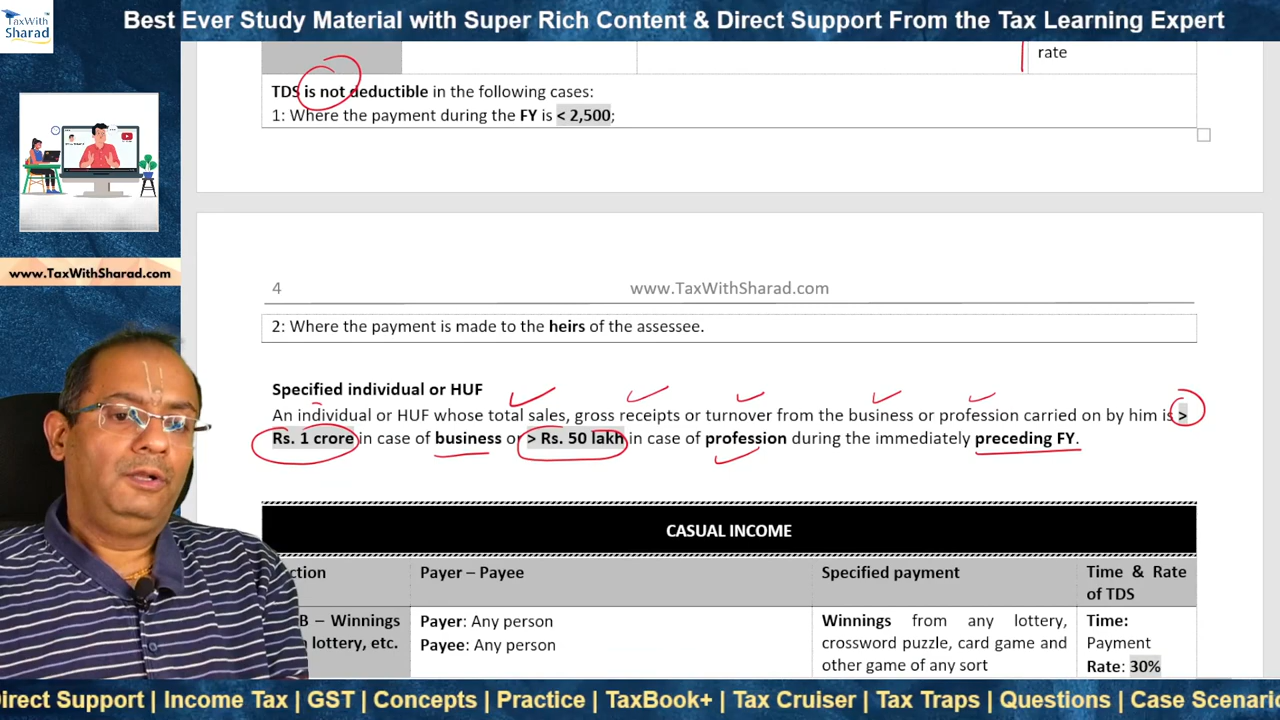 TaxWith
Sharad
Best Ever Study Material with Super Rich Content & Direct Support From the Tax Learning Expert
rate
TDS is not deductible in the following cases:
1: Where the payment during the FY is < 2,500;
www.TaxWithSharad.com
4 www.TaxWithSharad.com
2: Where the payment is made to the heirs of the assessee.
Specified individual or HUF
An individual or HUF whose total sales, gross receipts or turnover from the business or profession carried on by him is >
Rs. 1 crore in case of business or > Rs. 50 lakh in case of profession during the immediately preceding FY.
CASUAL INCOME
ction Payer – Payee Specified payment Time & Rate
of TDS
B – Winnings
lottery, etc.
Payer: Any person
Payee: Any person
Winnings from any lottery,
crossword puzzle, card game and
other game of any sort
Time:
Payment
Rate: 30%
Direct Support | Income Tax | GST | Concepts | Practice | TaxBook+ | Tax Cruiser | Tax Traps | Questions | Case Scenario